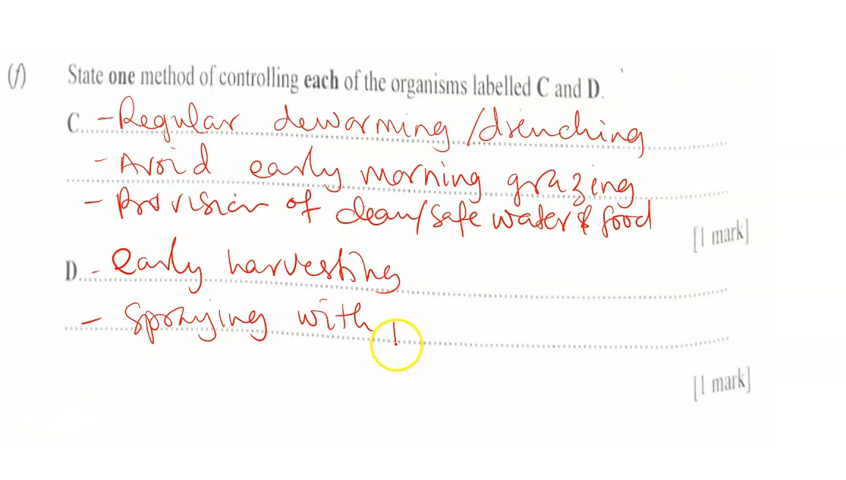 (f) State one method of controlling each of the organisms labelled C and D.
C. - Regular deworming /drenching
- Avoid early morning grazing
- Provision of clean/safe water & food
[1 mark]
D. - early harvesting
- Spraying with
[1 mark]